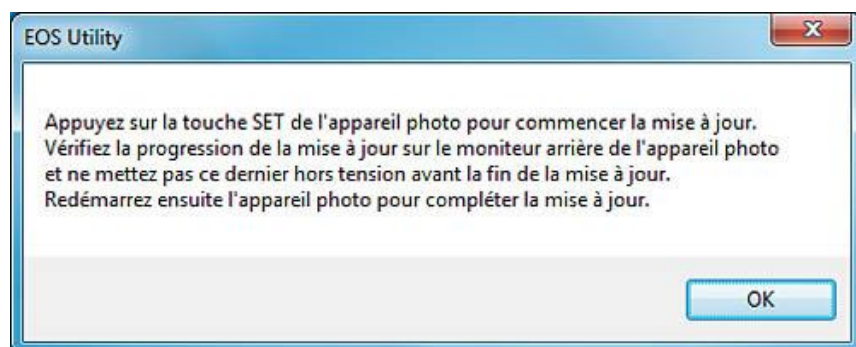 EOS Utility
Appuyez sur la touche SET de l'appareil photo pour commencer la mise à jour.
Vérifiez la progression de la mise à jour sur le moniteur arrière de l'appareil photo
et ne mettez pas ce dernier hors tension avant la fin de la mise à jour.
Redémarrez ensuite l'appareil photo pour compléter la mise à jour.
OK